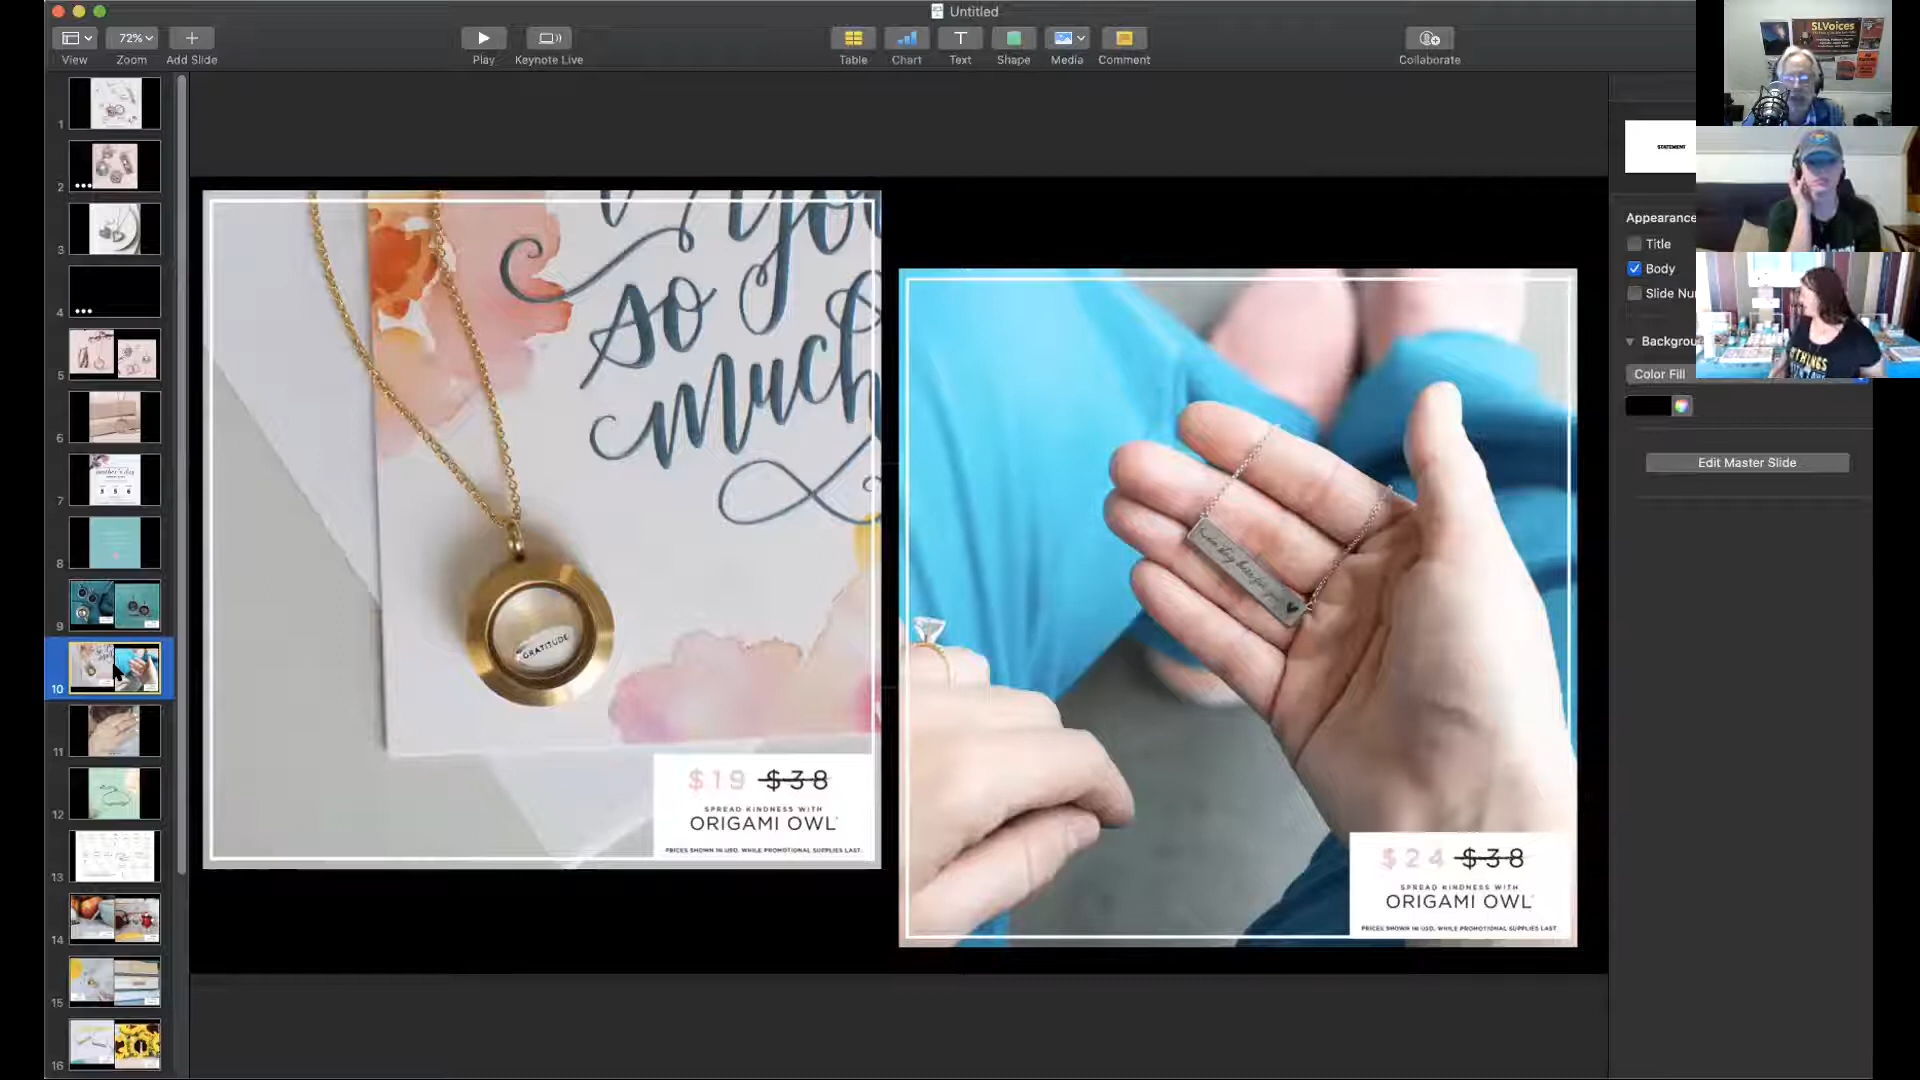 Untitled
72%
View
Zoom
Add Slide
Play
Keynote Live
Table
Chart
Text
Shape
Media
Comment
Collaborate
SLVoices
1
2
3
4
5
6
7
8
9
10
11
12
13
14
15
16
you
so
much
GRATITUDE
$19 $38
SPREAD KINDNESS WITH
ORIGAMI OWL
PRICES SHOWN IN USD. WHILE PROMOTIONAL SUPPLIES LAST.
$24 $38
SPREAD KINDNESS WITH
ORIGAMI OWL
PRICES SHOWN IN USD. WHILE PROMOTIONAL SUPPLIES LAST
STATEMENT
Appearance
Title
Body
Slide Nu
Backgrou
Color Fill
Edit Master Slide
THINGS